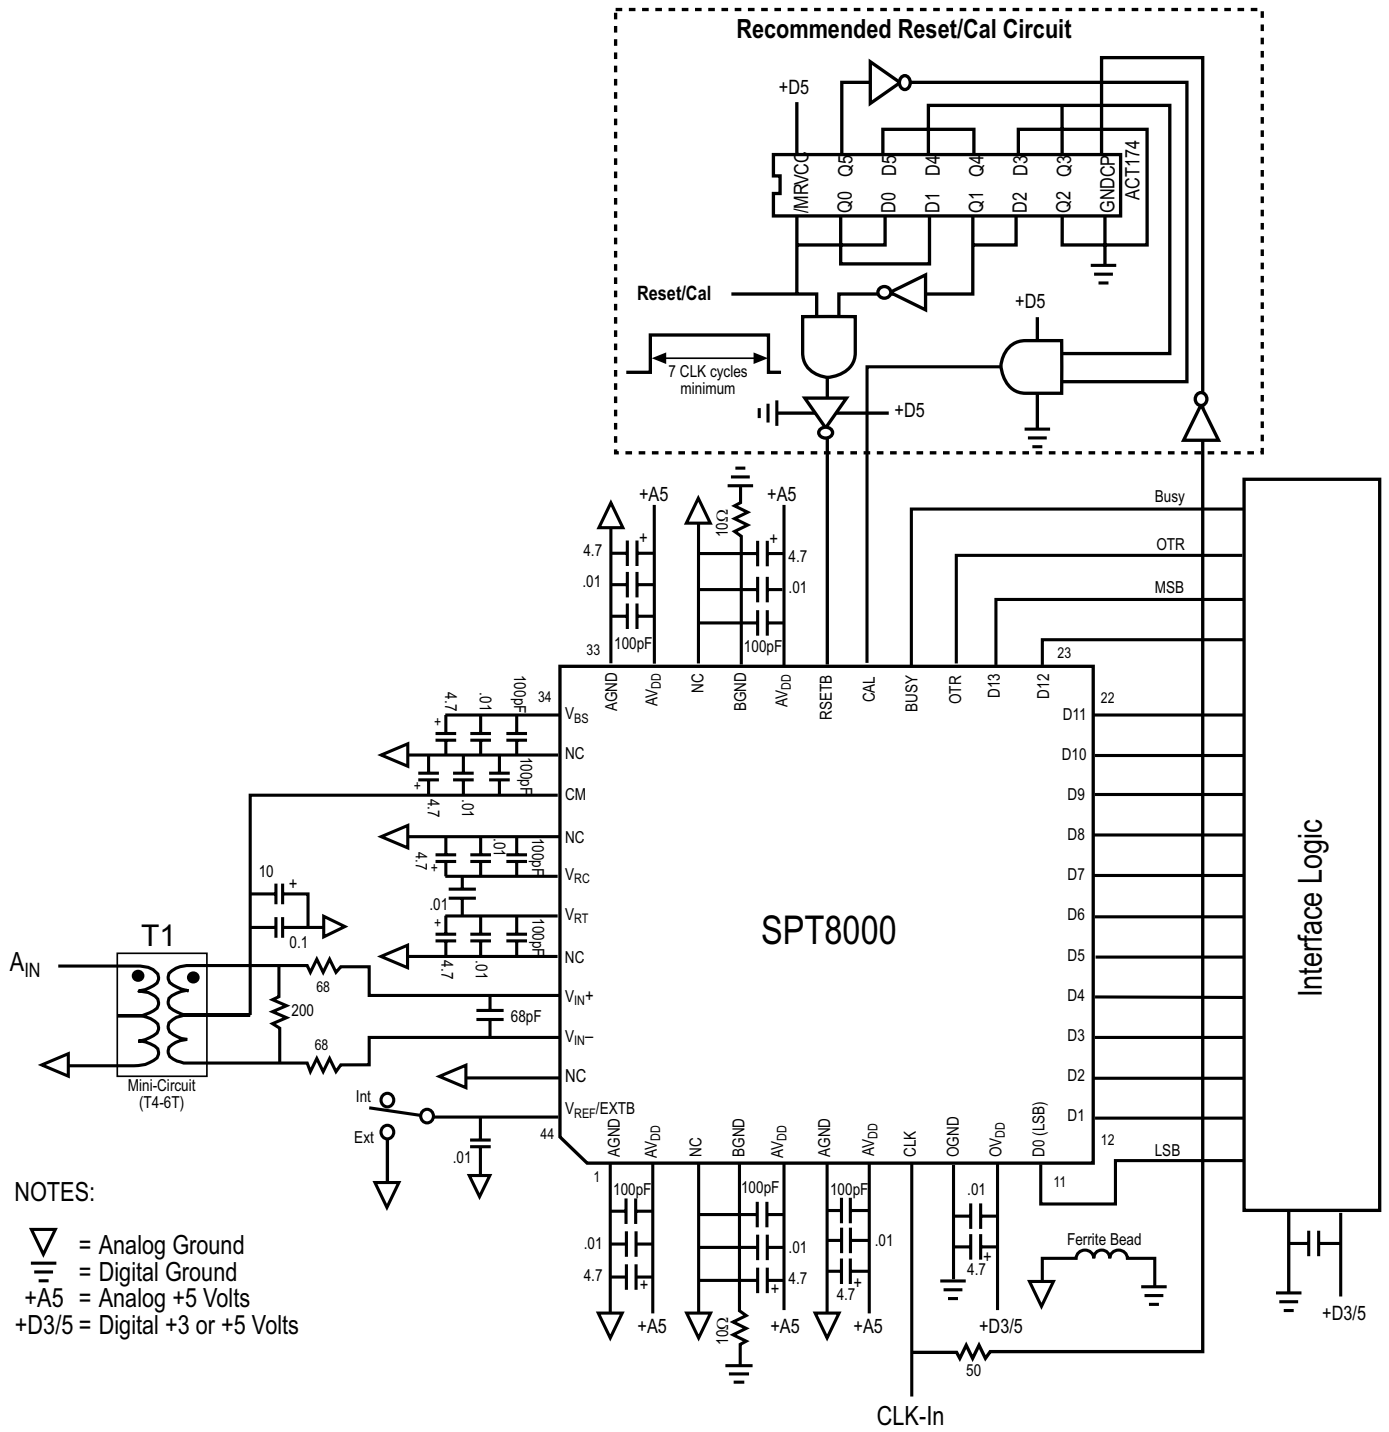 Recommended Reset/Cal Circuit
+D5
Q5
D5
D4
Q4
D3
Q3
/MRVCC
Q0
D0
D1
Q1
D2
Q2
GNDCP
ACT174
Reset/Cal
7 CLK cycles
minimum
+D5
+D5
+A5
10Ω
+A5
4.7
+
.01
100pF
+
4.7
.01
100pF
Busy
OTR
MSB
33
23
AGND
AVDD
NC
BGND
AVDD
RSETB
CAL
BUSY
OTR
D13
D12
34
22
4.7
.01
100pF
+
VBS
NC
CM
+
4.7
.01
100pF
NC
4.7
+
.01
100pF
VRC
.01
VRT
+
4.7
.01
100pF
NC
VIN+
68pF
VIN–
NC
VREF/EXTB
44
D11
D10
D9
D8
D7
D6
D5
D4
D3
D2
D1
12
SPT8000
Interface Logic
10
+
0.1
T1
AIN
68
200
68
Mini-Circuit
(T4-6T)
Int
Ext
.01
AGND
AVDD
NC
BGND
AVDD
AGND
AVDD
CLK
OGND
OVDD
D0 (LSB)
1
11
LSB
100pF
.01
4.7
+
+A5
100pF
.01
4.7
+
10Ω
+A5
100pF
.01
4.7
+
+A5
.01
4.7
+
+D3/5
Ferrite Bead
+D3/5
50
CLK-In
NOTES:
= Analog Ground
= Digital Ground
+A5 = Analog +5 Volts
+D3/5 = Digital +3 or +5 Volts